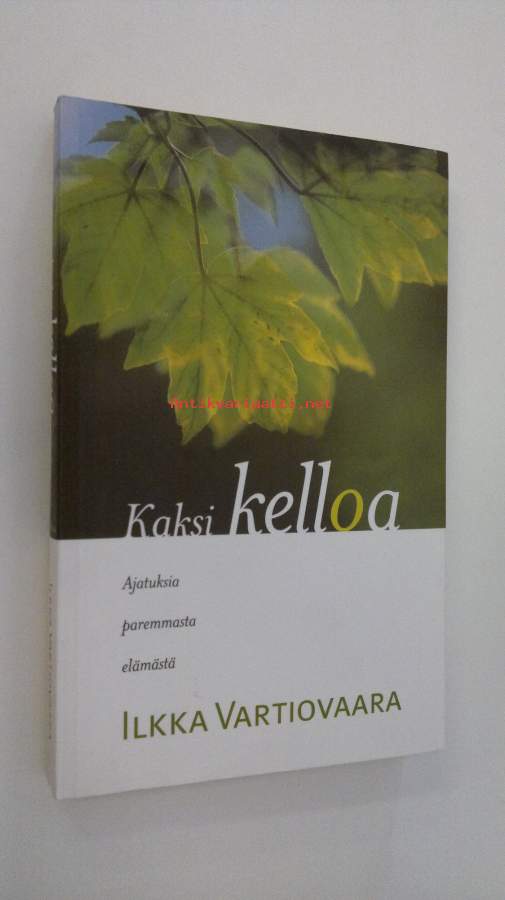 Antikvariaatti.net
Kaksi kelloa
Ajatuksia
paremmasta
elämästä
ILKKA VARTIOVAARA